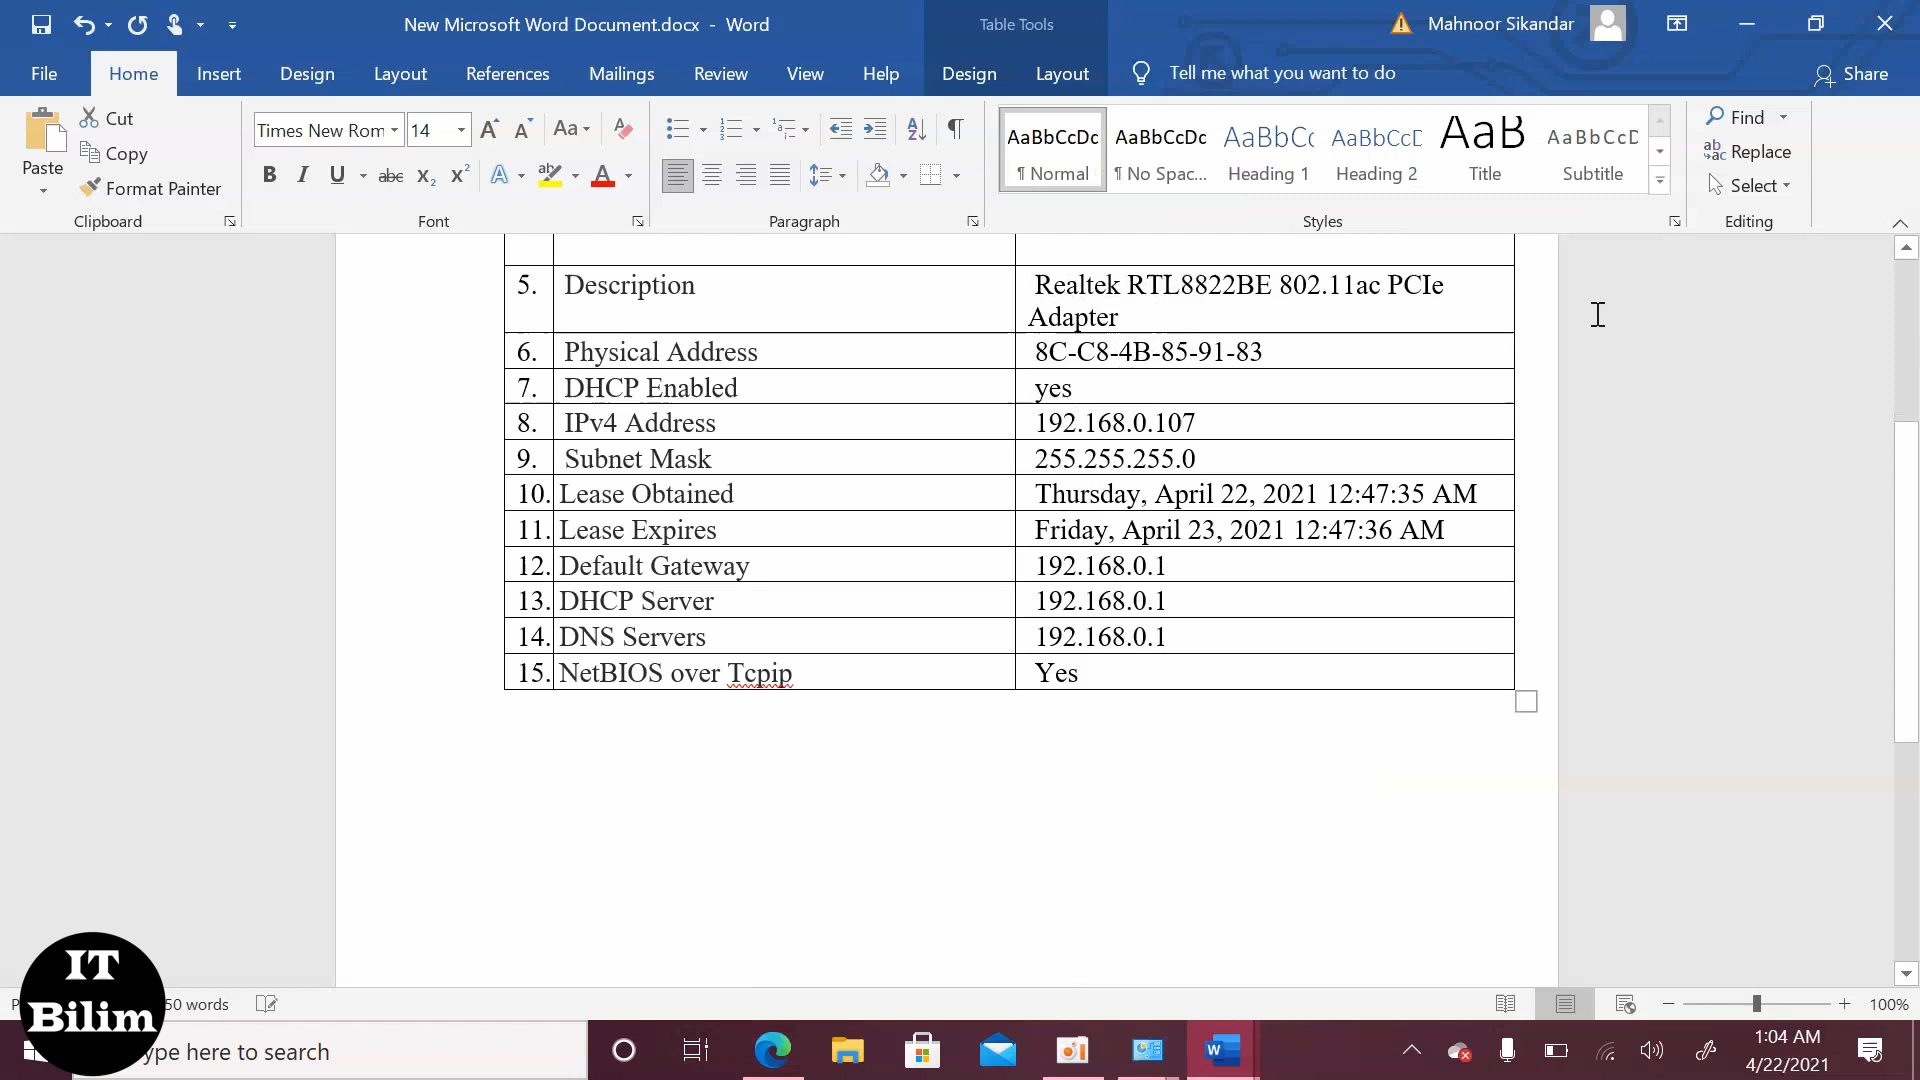 New Microsoft Word Document.docx - Word
Table Tools
Mahnoor Sikandar
File Home Insert Design Layout References Mailings Review View Help Design Layout Tell me what you want to do Share
Paste
Cut
Copy
Format Painter
Clipboard
Times New Rom 14 Aa
B I U abc X₂ X² A ab A
Font
Paragraph
AaBbCcDc AaBbCcDc AaBbCc AaBbCcD AaB AaBbCcD
¶ Normal ¶ No Spac... Heading 1 Heading 2 Title Subtitle
Styles
Find
Replace
Select
Editing
5. Description Realtek RTL8822BE 802.11ac PCIe
Adapter
6. Physical Address 8C-C8-4B-85-91-83
7. DHCP Enabled yes
8. IPv4 Address 192.168.0.107
9. Subnet Mask 255.255.255.0
10. Lease Obtained Thursday, April 22, 2021 12:47:35 AM
11. Lease Expires Friday, April 23, 2021 12:47:36 AM
12. Default Gateway 192.168.0.1
13. DHCP Server 192.168.0.1
14. DNS Servers 192.168.0.1
15. NetBIOS over Tcpip Yes
50 words
100%
IT
Bilim
ype here to search
1:04 AM
4/22/2021